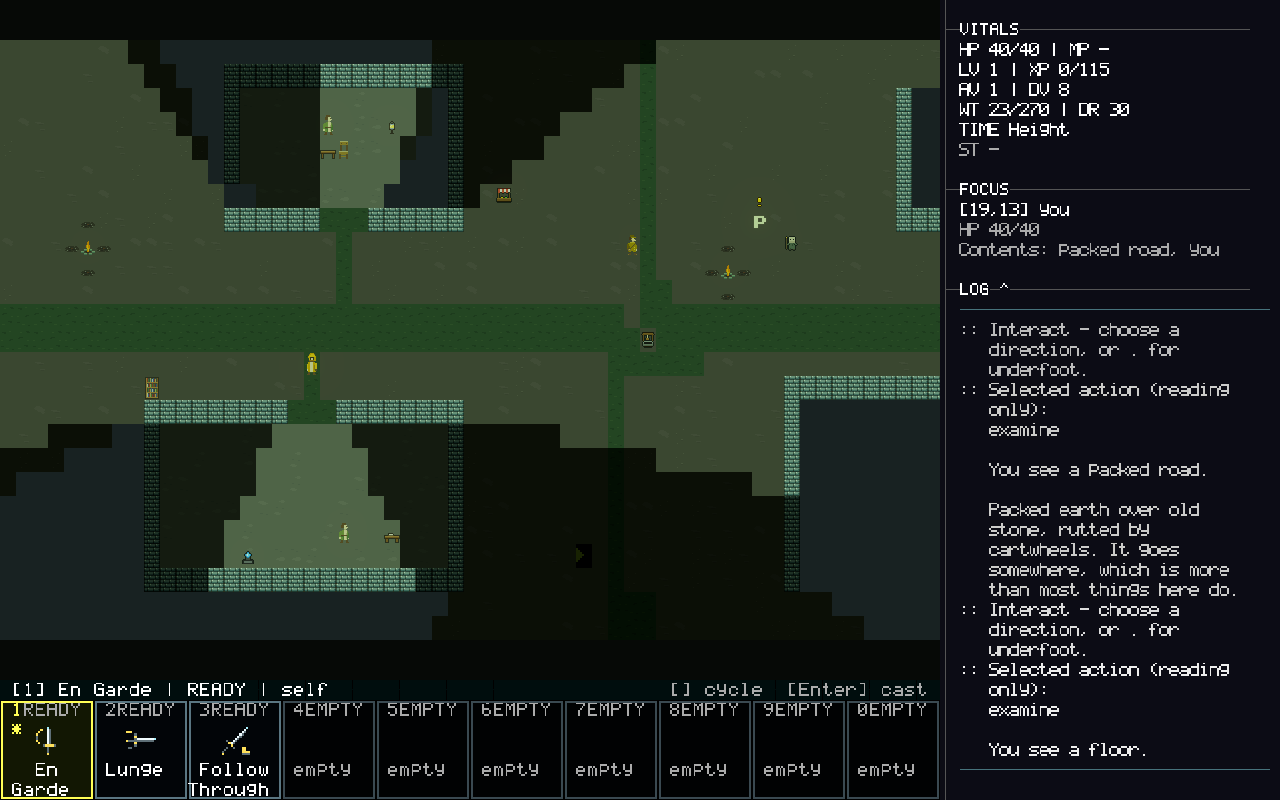 VITALS
HP 40/40 | MP -
LV 1 | XP 0/115
AV 1 | DV 8
WT 23/270 | DR 30
TIME Height
ST -
FOCUS
[19,13] You
HP 40/40
Contents: Packed road, You
LOG ^
:: Interact - choose a
direction, or . for
underfoot.
:: Selected action (reading
only):
examine
You see a Packed road.
Packed earth over old
stone, rutted by
cartwheels. It goes
somewhere, which is more
than most things here do.
:: Interact - choose a
direction, or . for
underfoot.
:: Selected action (reading
only):
examine
You see a floor.
P
[1] En Garde | READY | self
[] cycle [Enter] cast
1READY 2READY 3READY 4EMPTY 5EMPTY 6EMPTY 7EMPTY 8EMPTY 9EMPTY 0EMPTY
*
En Lunge Follow empty empty empty empty empty empty empty
Garde Through